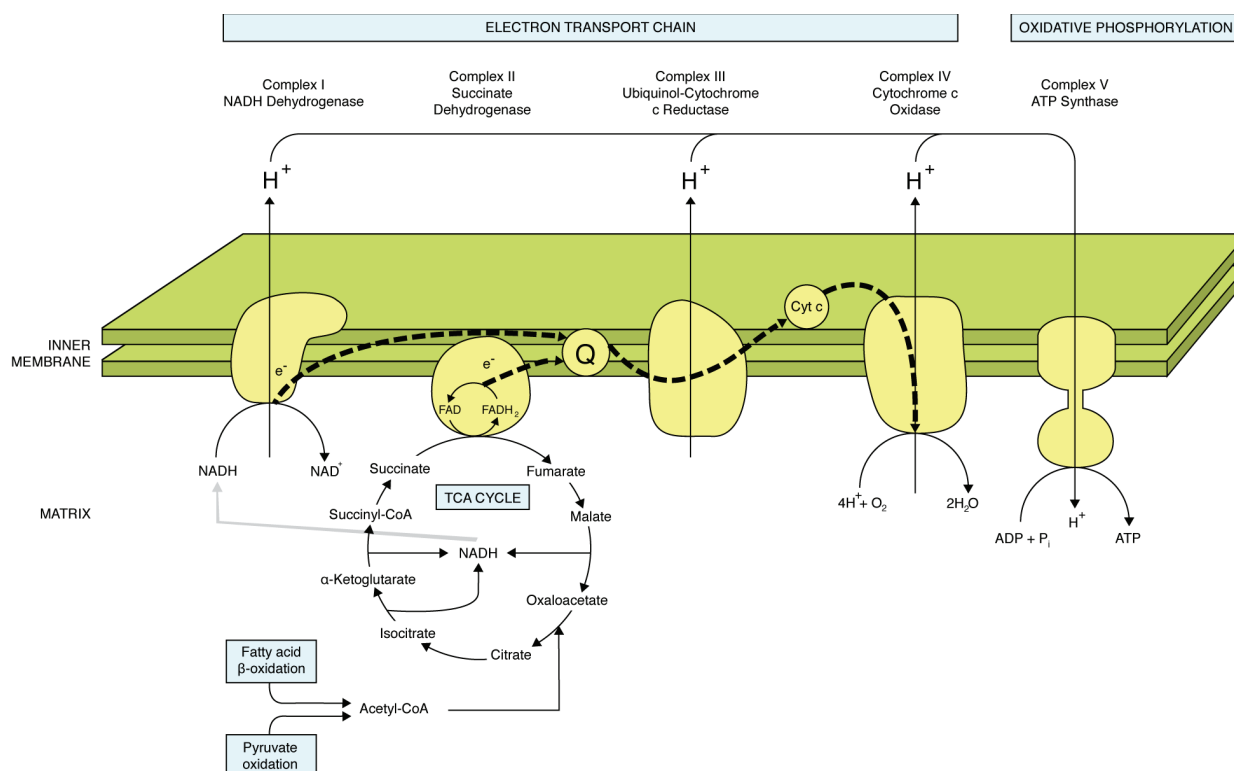 ELECTRON TRANSPORT CHAIN
OXIDATIVE PHOSPHORYLATION
Complex I
NADH Dehydrogenase
Complex II
Succinate
Dehydrogenase
Complex III
Ubiquinol-Cytochrome
c Reductase
Complex IV
Cytochrome c
Oxidase
Complex V
ATP Synthase
H+
H+
H+
INNER
MEMBRANE
e-
e-
Q
Cyt c
FAD
FADH2
NADH
NAD+
Succinate
Fumarate
TCA CYCLE
MATRIX
Succinyl-CoA
Malate
NADH
α-Ketoglutarate
Oxaloacetate
Isocitrate
Citrate
4H+ + O2
2H2O
ADP + Pi
H+
ATP
Fatty acid
β-oxidation
Acetyl-CoA
Pyruvate
oxidation